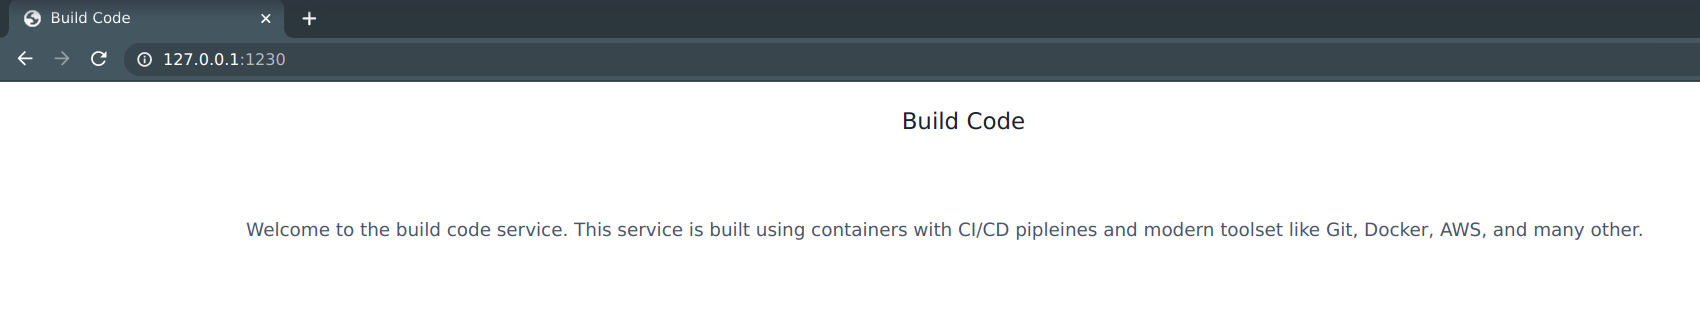 Build Code
127.0.0.1:1230
Build Code
Welcome to the build code service. This service is built using containers with CI/CD pipleines and modern toolset like Git, Docker, AWS, and many other.